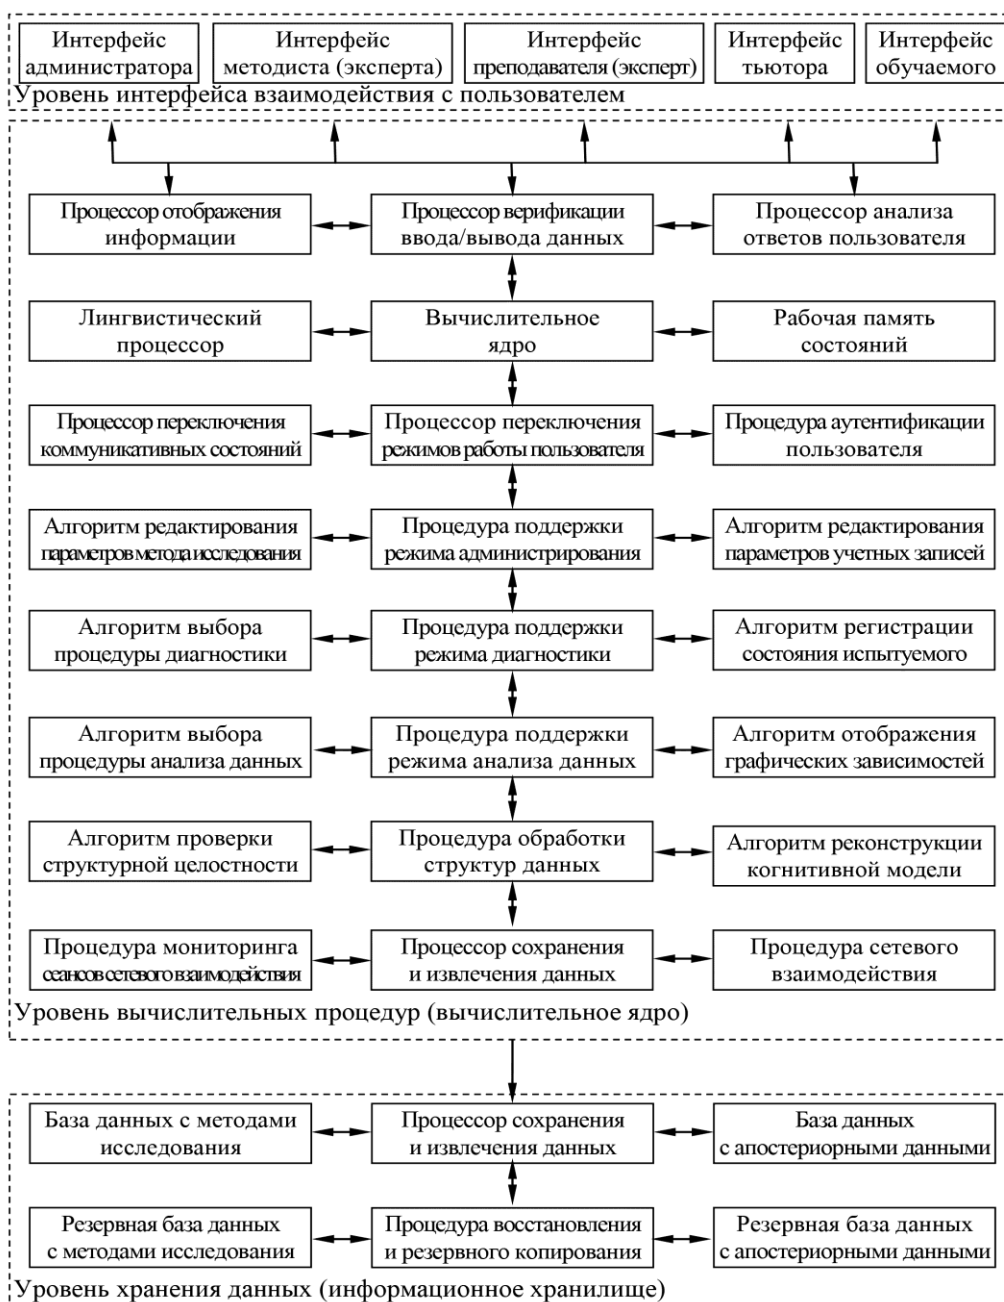 Интерфейс
администратора
Интерфейс
методиста (эксперта)
Интерфейс
преподавателя (эксперт)
Интерфейс
тьютора
Интерфейс
обучаемого
Уровень интерфейса взаимодействия с пользователем
Процессор отображения
информации
Процессор верификации
ввода/вывода данных
Процессор анализа
ответов пользователя
Лингвистический
процессор
Вычислительное
ядро
Рабочая память
состояний
Процессор переключения
коммуникативных состояний
Процессор переключения
режимов работы пользователя
Процедура аутентификации
пользователя
Алгоритм редактирования
параметров метода исследования
Процедура поддержки
режима администрирования
Алгоритм редактирования
параметров учетных записей
Алгоритм выбора
процедуры диагностики
Процедура поддержки
режима диагностики
Алгоритм регистрации
состояния испытуемого
Алгоритм выбора
процедуры анализа данных
Процедура поддержки
режима анализа данных
Алгоритм отображения
графических зависимостей
Алгоритм проверки
структурной целостности
Процедура обработки
структур данных
Алгоритм реконструкции
когнитивной модели
Процедура мониторинга
сеансов сетевого взаимодействия
Процессор сохранения
и извлечения данных
Процедура сетевого
взаимодействия
Уровень вычислительных процедур (вычислительное ядро)
База данных с методами
исследования
Процессор сохранения
и извлечения данных
База данных
с апостериорными данными
Резервная база данных
с методами исследования
Процедура восстановления
и резервного копирования
Резервная база данных
с апостериорными данными
Уровень хранения данных (информационное хранилище)